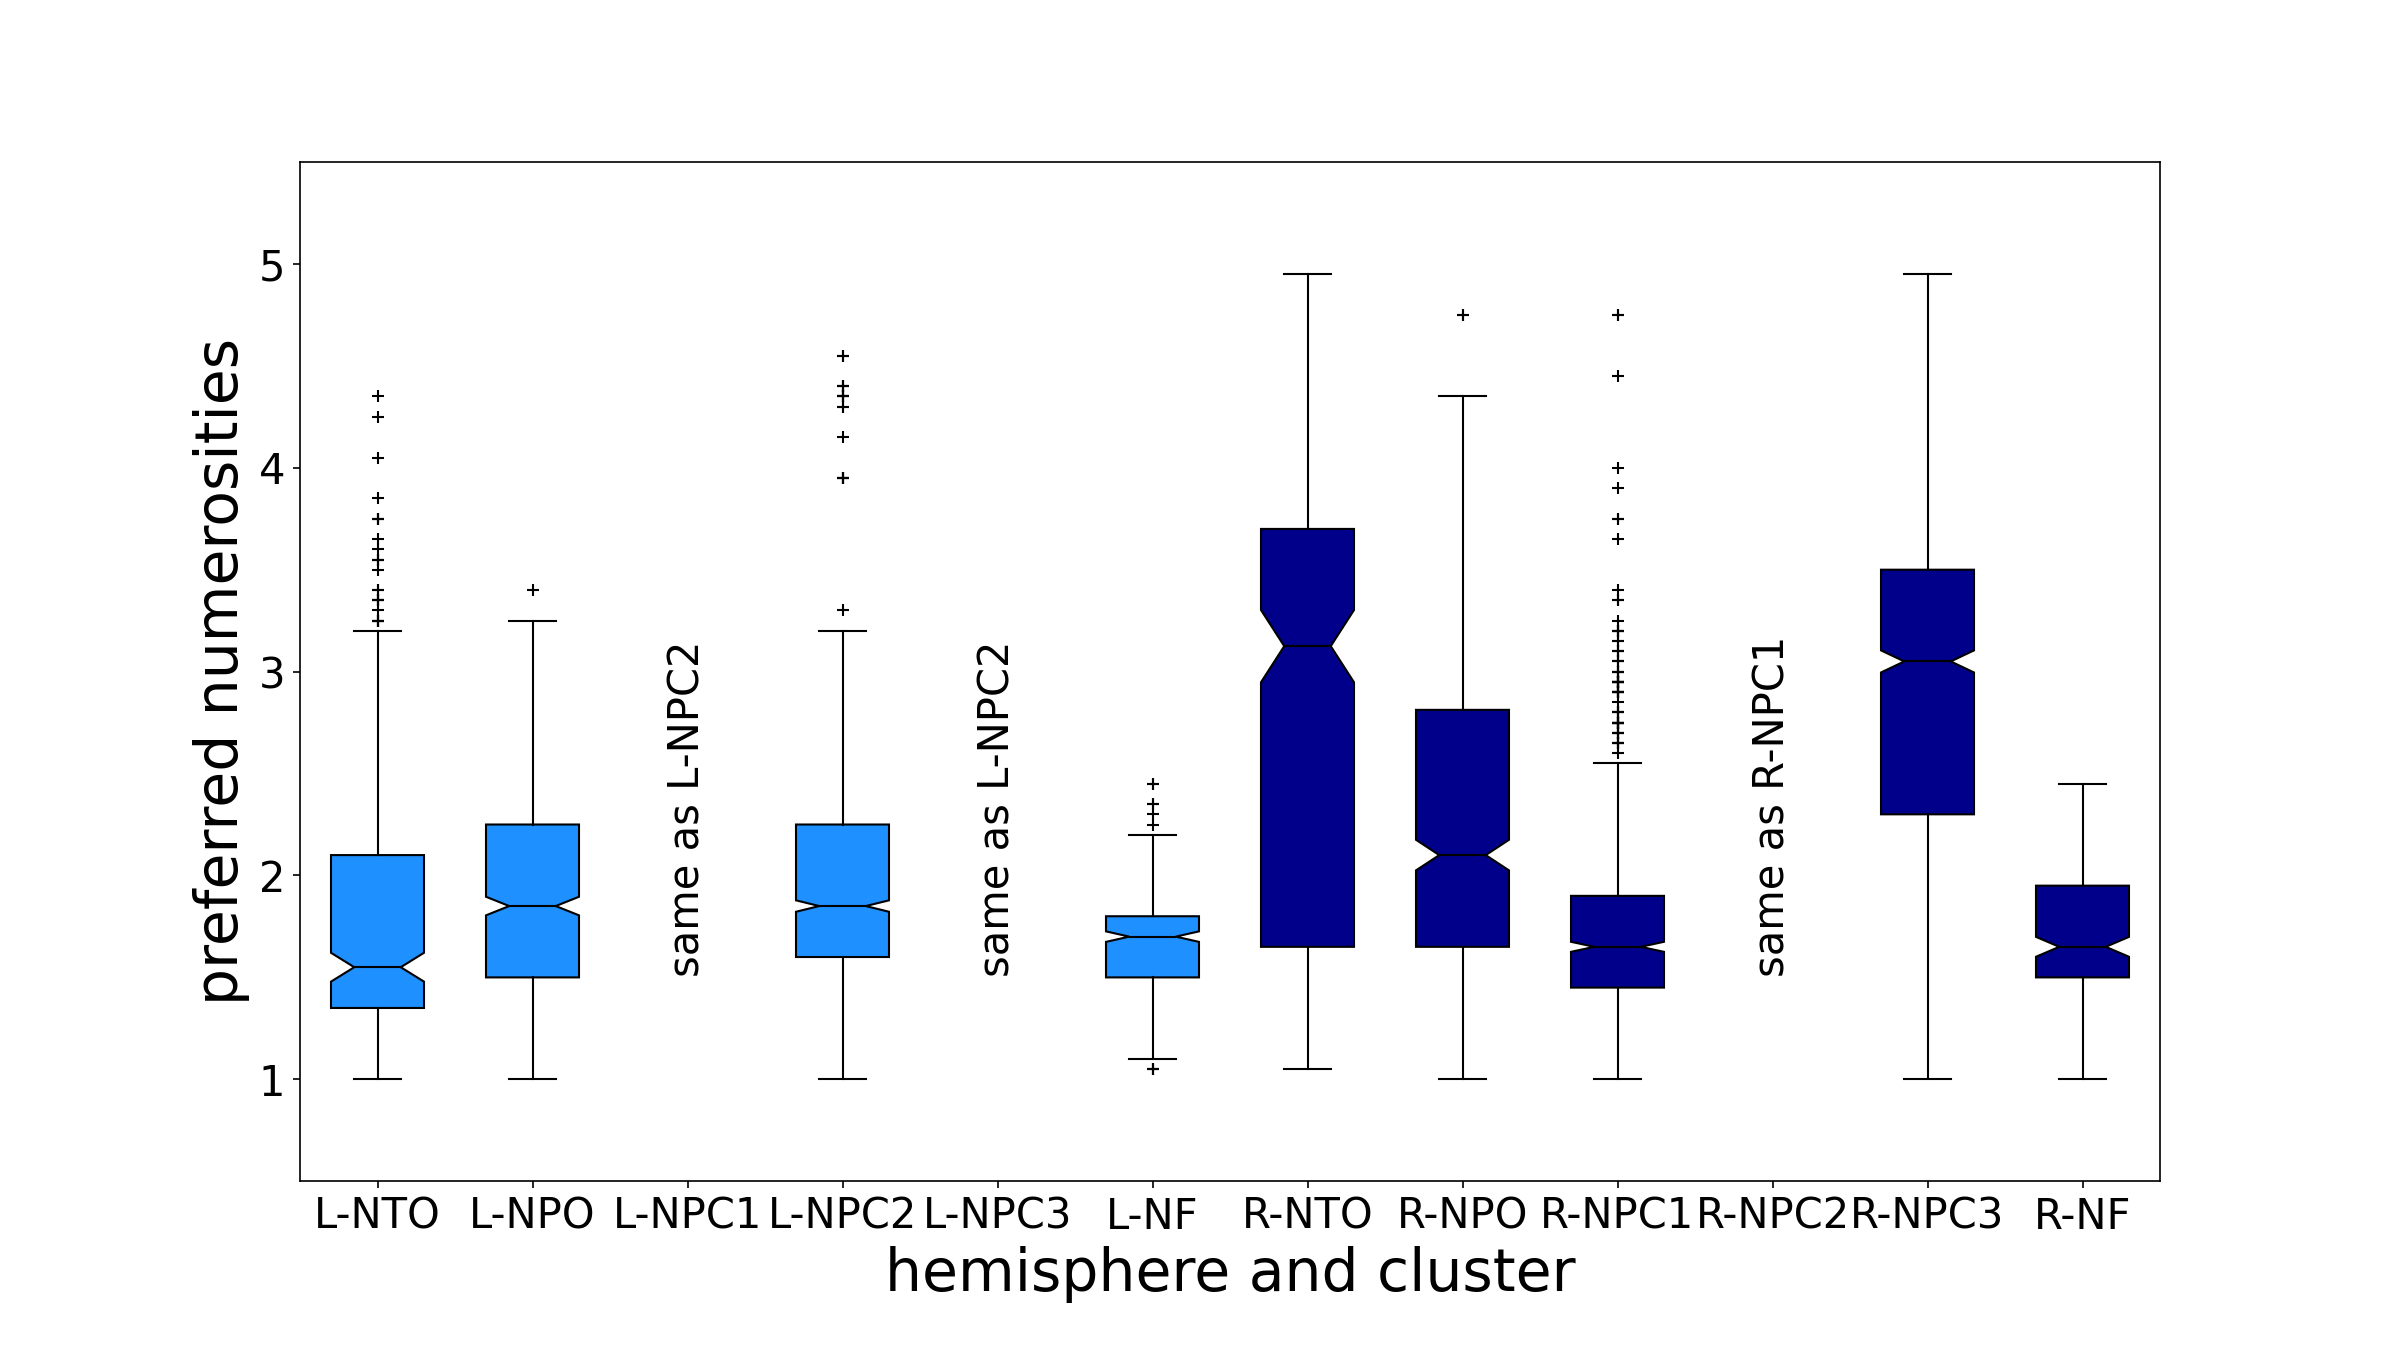 preferred numerosities
5
4
3
2
1
same as L-NPC2
same as L-NPC2
same as R-NPC1
L-NTO L-NPO L-NPC1 L-NPC2 L-NPC3 L-NF R-NTO R-NPO R-NPC1 R-NPC2 R-NPC3 R-NF
hemisphere and cluster